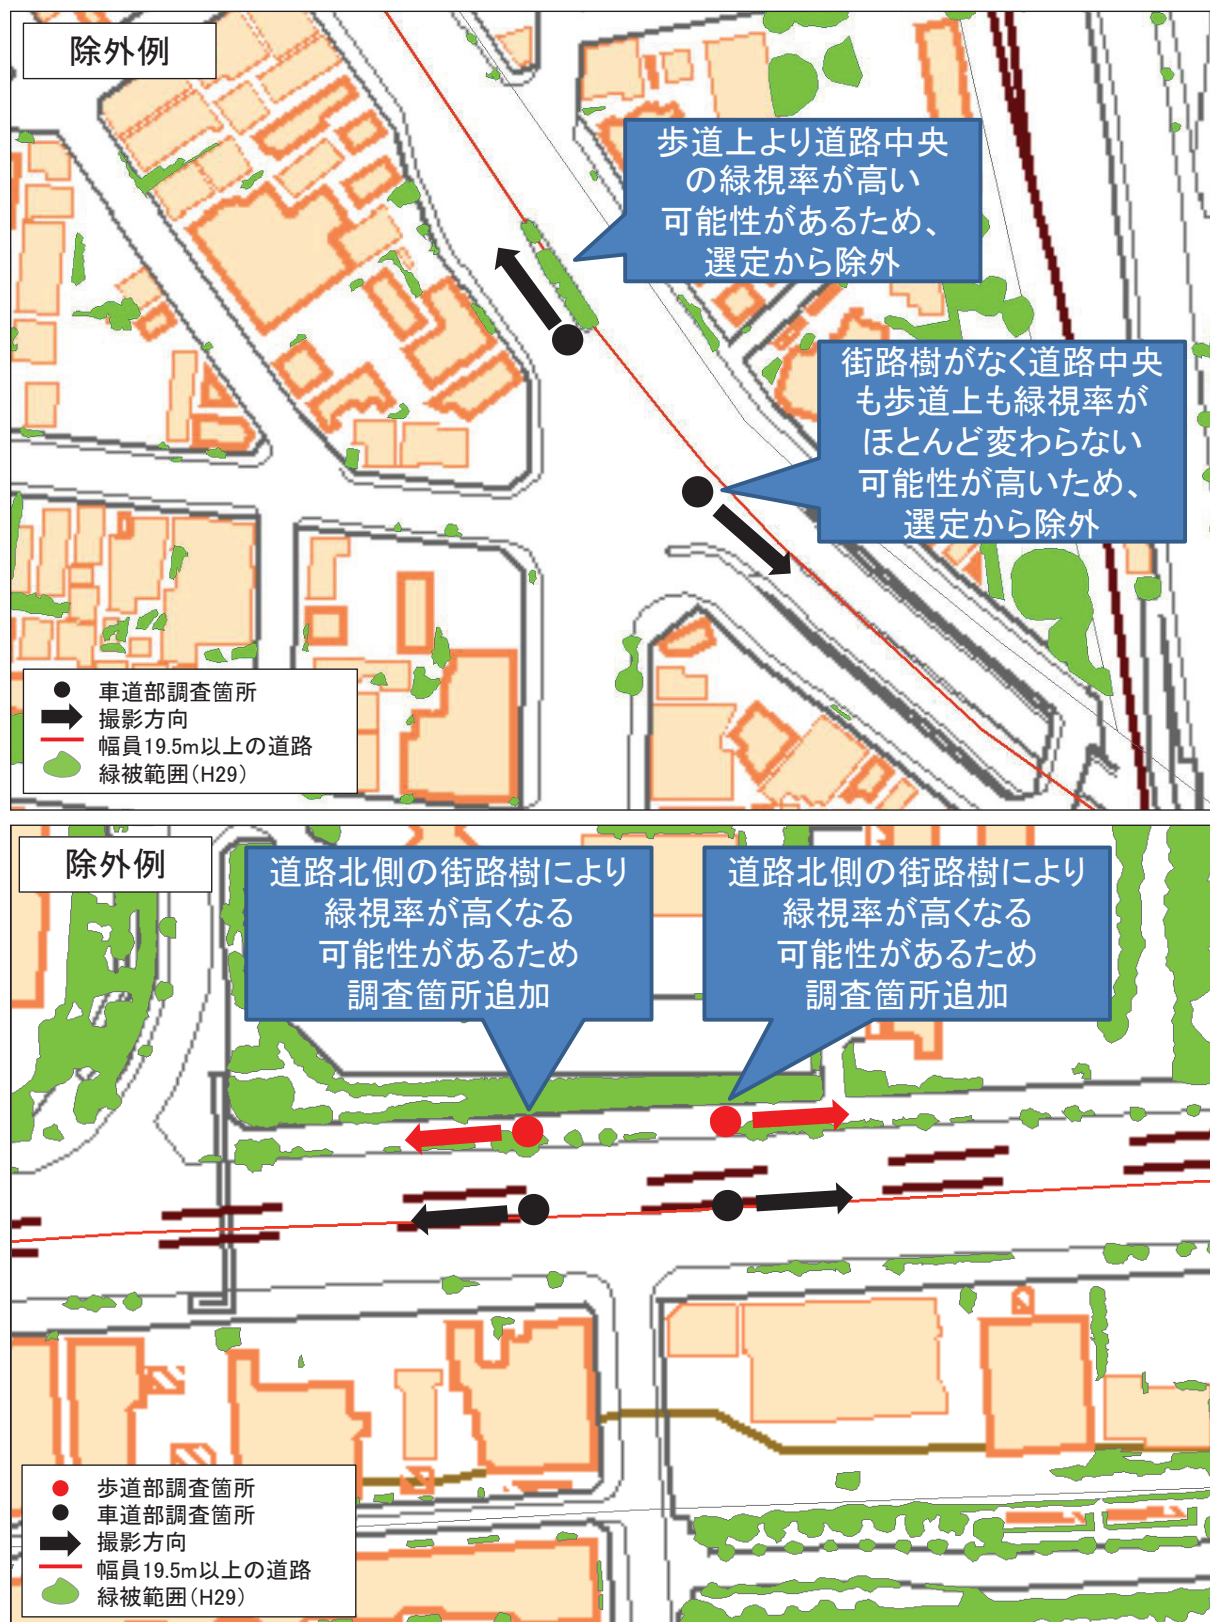 除外例
歩道上より道路中央
の緑視率が高い
可能性があるため、
選定から除外
街路樹がなく道路中央
も歩道上も緑視率が
ほとんど変わらない
可能性が高いため、
選定から除外
車道部調査箇所
撮影方向
幅員19.5m以上の道路
緑被範囲(H29)
除外例
道路北側の街路樹により
緑視率が高くなる
可能性があるため
調査箇所追加
道路北側の街路樹により
緑視率が高くなる
可能性があるため
調査箇所追加
歩道部調査箇所
車道部調査箇所
撮影方向
幅員19.5m以上の道路
緑被範囲(H29)